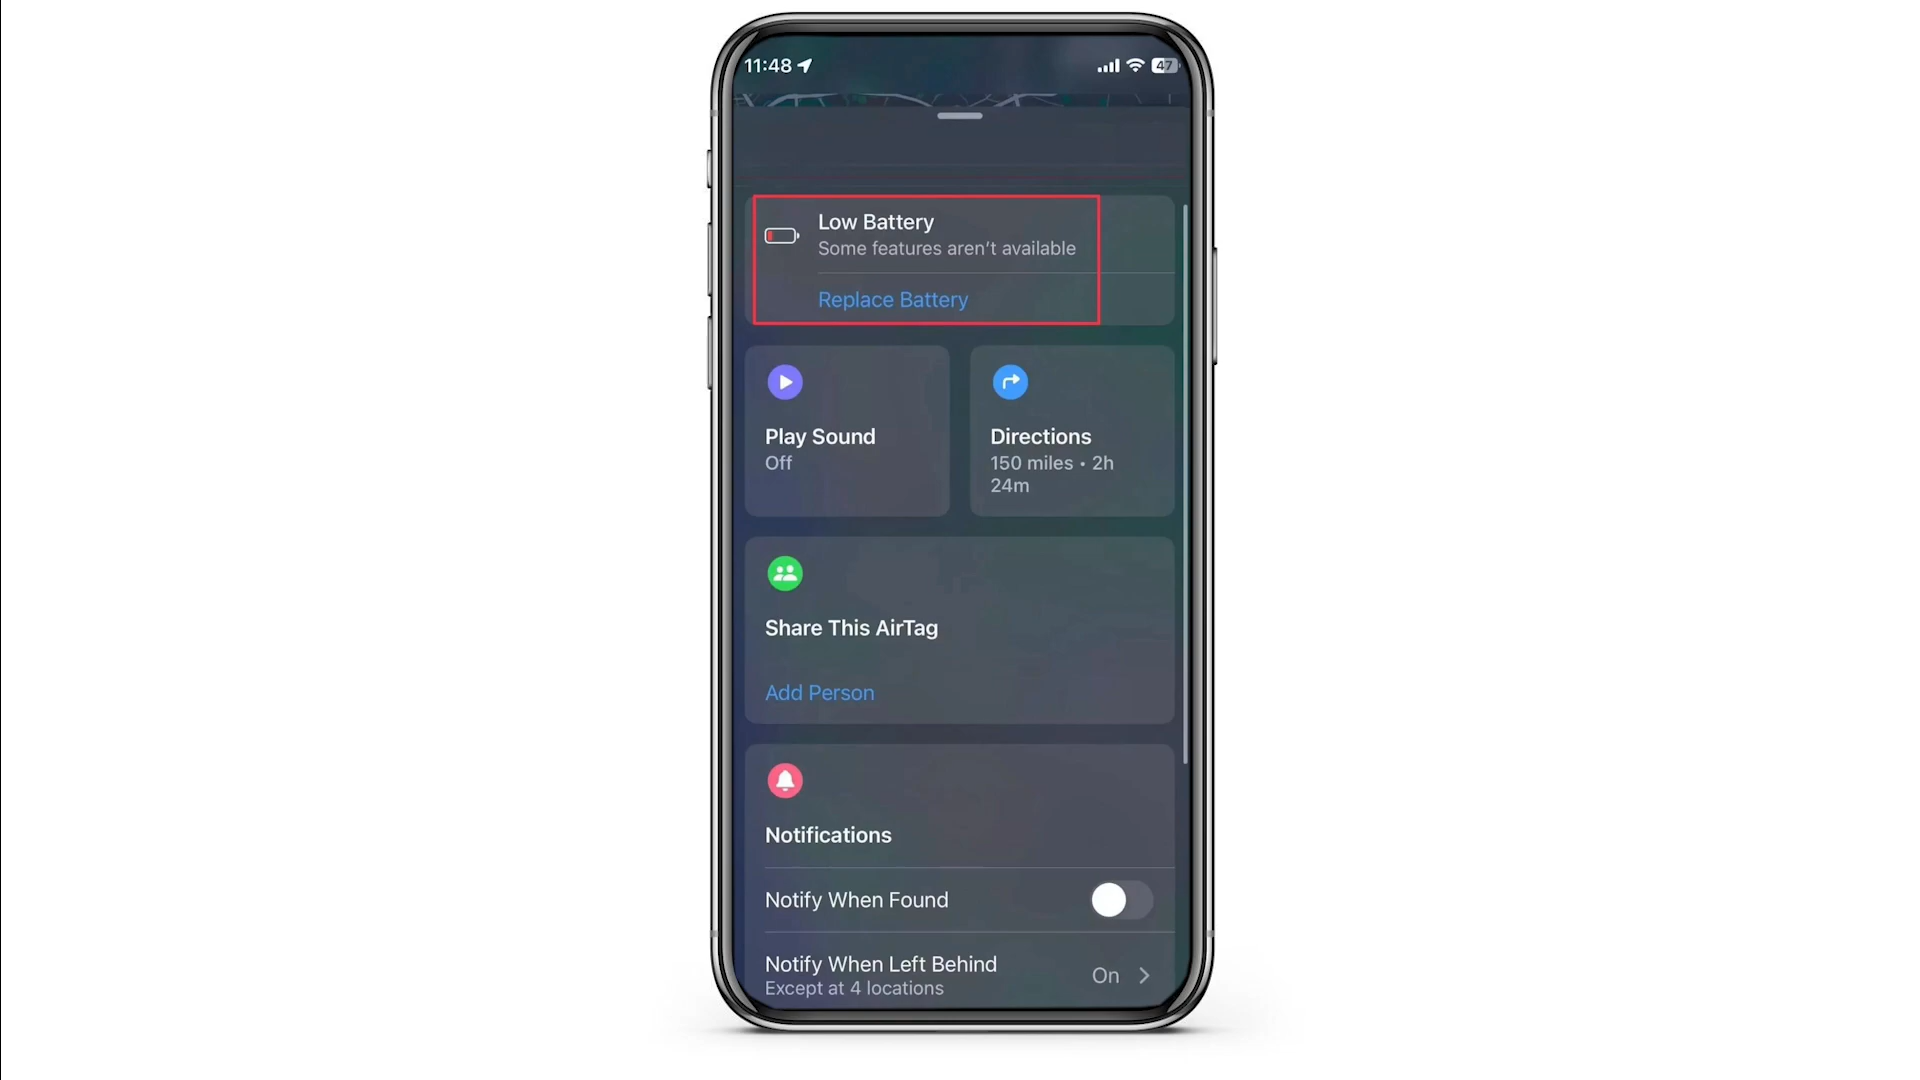 11:48
47
Low Battery
Some features aren't available
Replace Battery
Play Sound
Off
Directions
150 miles • 2h
24m
Share This AirTag
Add Person
Notifications
Notify When Found
Notify When Left Behind
Except at 4 locations
On